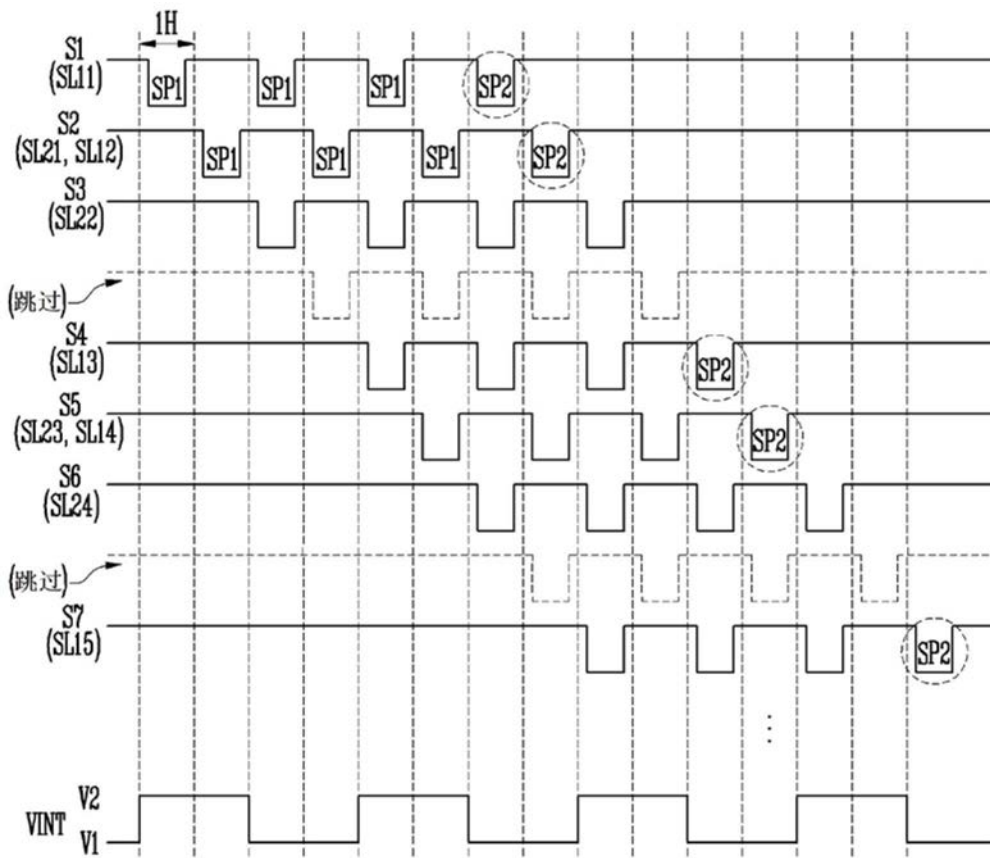 1H
S1
(SL11)
SP1 SP1 SP1 SP2
S2
(SL21, SL12)
SP1 SP1 SP1 SP2
S3
(SL22)
(跳过)
S4
(SL13)
SP2
S5
(SL23, SL14)
SP2
S6
(SL24)
(跳过)
S7
(SL15)
SP2
V2
VINT
V1